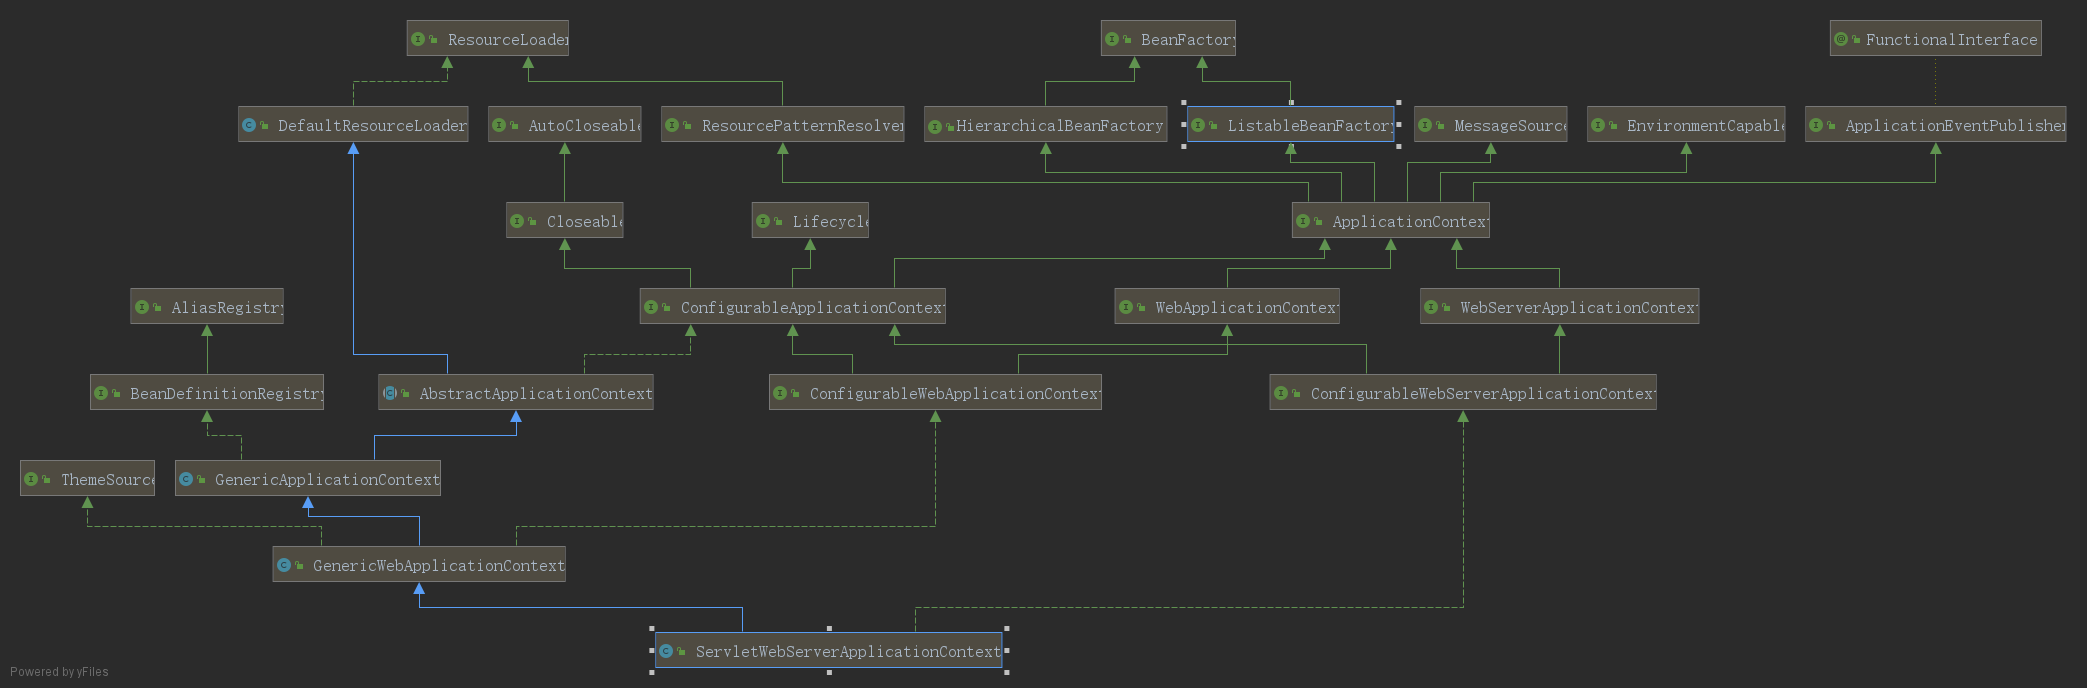 ResourceLoader
BeanFactory
FunctionalInterface
DefaultResourceLoader
AutoCloseable
ResourcePatternResolver
HierarchicalBeanFactory
ListableBeanFactory
MessageSource
EnvironmentCapable
ApplicationEventPublisher
Closeable
Lifecycle
ApplicationContext
AliasRegistry
ConfigurableApplicationContext
WebApplicationContext
WebServerApplicationContext
BeanDefinitionRegistry
AbstractApplicationContext
ConfigurableWebApplicationContext
ConfigurableWebServerApplicationContext
ThemeSource
GenericApplicationContext
GenericWebApplicationContext
ServletWebServerApplicationContext
Powered by yFiles